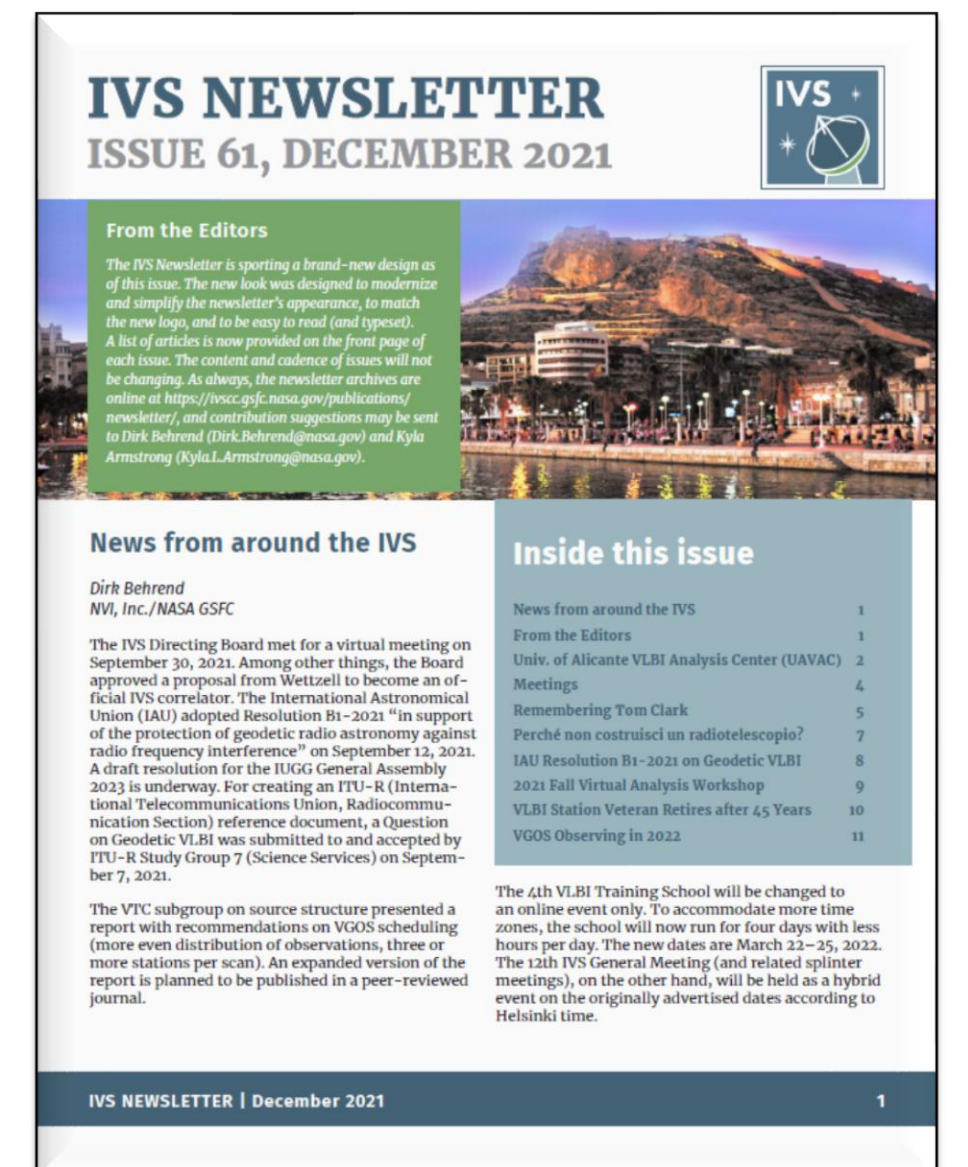 IVS NEWSLETTER
ISSUE 61, DECEMBER 2021
IVS
From the Editors
The IVS Newsletter is sporting a brand-new design as
of this issue. The new look was designed to modernize
and simplify the newsletter's appearance, to match
the new logo, and to be easy to read (and typeset).
A list of articles is now provided on the front page of
each issue. The content and cadence of issues will not
be changing. As always, the newsletter archives are
online at https://ivscc.gsfc.nasa.gov/publications/
newsletter/, and contribution suggestions may be sent
to Dirk Behrend (Dirk.Behrend@nasa.gov) and Kyla
Armstrong (Kyla.L.Armstrong@nasa.gov).
News from around the IVS
Dirk Behrend
NVI, Inc./NASA GSFC
The IVS Directing Board met for a virtual meeting on
September 30, 2021. Among other things, the Board
approved a proposal from Wettzell to become an of-
ficial IVS correlator. The International Astronomical
Union (IAU) adopted Resolution B1-2021 “in support
of the protection of geodetic radio astronomy against
radio frequency interference” on September 12, 2021.
A draft resolution for the IUGG General Assembly
2023 is underway. For creating an ITU-R (Interna-
tional Telecommunications Union, Radiocommu-
nication Section) reference document, a Question
on Geodetic VLBI was submitted to and accepted by
ITU-R Study Group 7 (Science Services) on Septem-
ber 7, 2021.
The VTC subgroup on source structure presented a
report with recommendations on VGOS scheduling
(more even distribution of observations, three or
more stations per scan). An expanded version of the
report is planned to be published in a peer-reviewed
journal.
Inside this issue
News from around the IVS 1
From the Editors 1
Univ. of Alicante VLBI Analysis Center (UAVAC) 2
Meetings 4
Remembering Tom Clark 5
Perché non costruisci un radiotelescopio? 7
IAU Resolution B1-2021 on Geodetic VLBI 8
2021 Fall Virtual Analysis Workshop 9
VLBI Station Veteran Retires after 45 Years 10
VGOS Observing in 2022 11
The 4th VLBI Training School will be changed to
an online event only. To accommodate more time
zones, the school will now run for four days with less
hours per day. The new dates are March 22–25, 2022.
The 12th IVS General Meeting (and related splinter
meetings), on the other hand, will be held as a hybrid
event on the originally advertised dates according to
Helsinki time.
IVS NEWSLETTER | December 2021 1